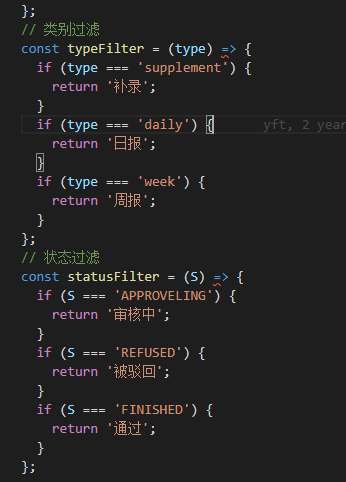 };
// 类别过滤
const typeFilter = (type) => {
  if (type === 'supplement') {
    return '补录';
  }
  if (type === 'daily') {        yft, 2 year
    return '日报';
  }
  if (type === 'week') {
    return '周报';
  }
};
// 状态过滤
const statusFilter = (S) => {
  if (S === 'APPROVELING') {
    return '审核中';
  }
  if (S === 'REFUSED') {
    return '被驳回';
  }
  if (S === 'FINISHED') {
    return '通过';
  }
};